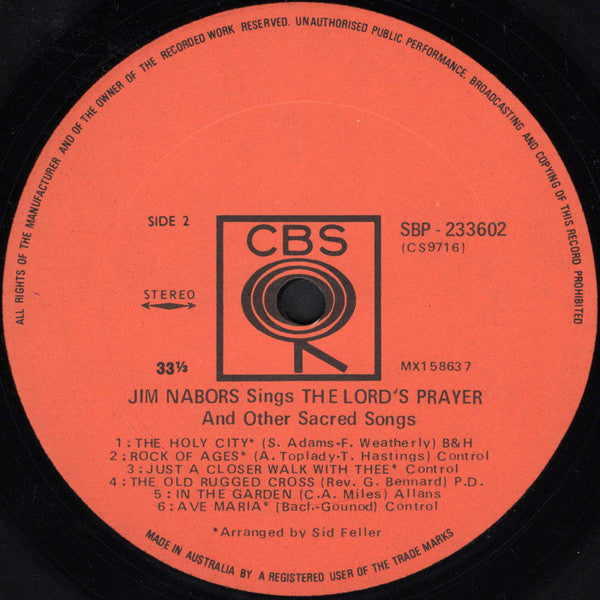 ALL RIGHTS OF THE MANUFACTURER AND OF THE OWNER OF THE RECORDED WORK RESERVED. UNAUTHORISED PUBLIC PERFORMANCE, BROADCASTING AND COPYING OF THIS RECORD PROHIBITED
SIDE 2
CBS
SBP - 233602
(CS9716)
STEREO
33⅓
MX158637
JIM NABORS Sings THE LORD'S PRAYER
And Other Sacred Songs
1 : THE HOLY CITY* (S. Adams-F. Weatherly) B&H
2 : ROCK OF AGES* (A. Toplady-T. Hastings) Control
3 : JUST A CLOSER WALK WITH THEE* Control
4 : THE OLD RUGGED CROSS (Rev. G. Bennard) P.D.
5 : IN THE GARDEN (C.A. Miles) Allans
6 : AVE MARIA* (Bach-Gounod) Control
*Arranged by Sid Feller
MADE IN AUSTRALIA BY A REGISTERED USER OF THE TRADE MARKS